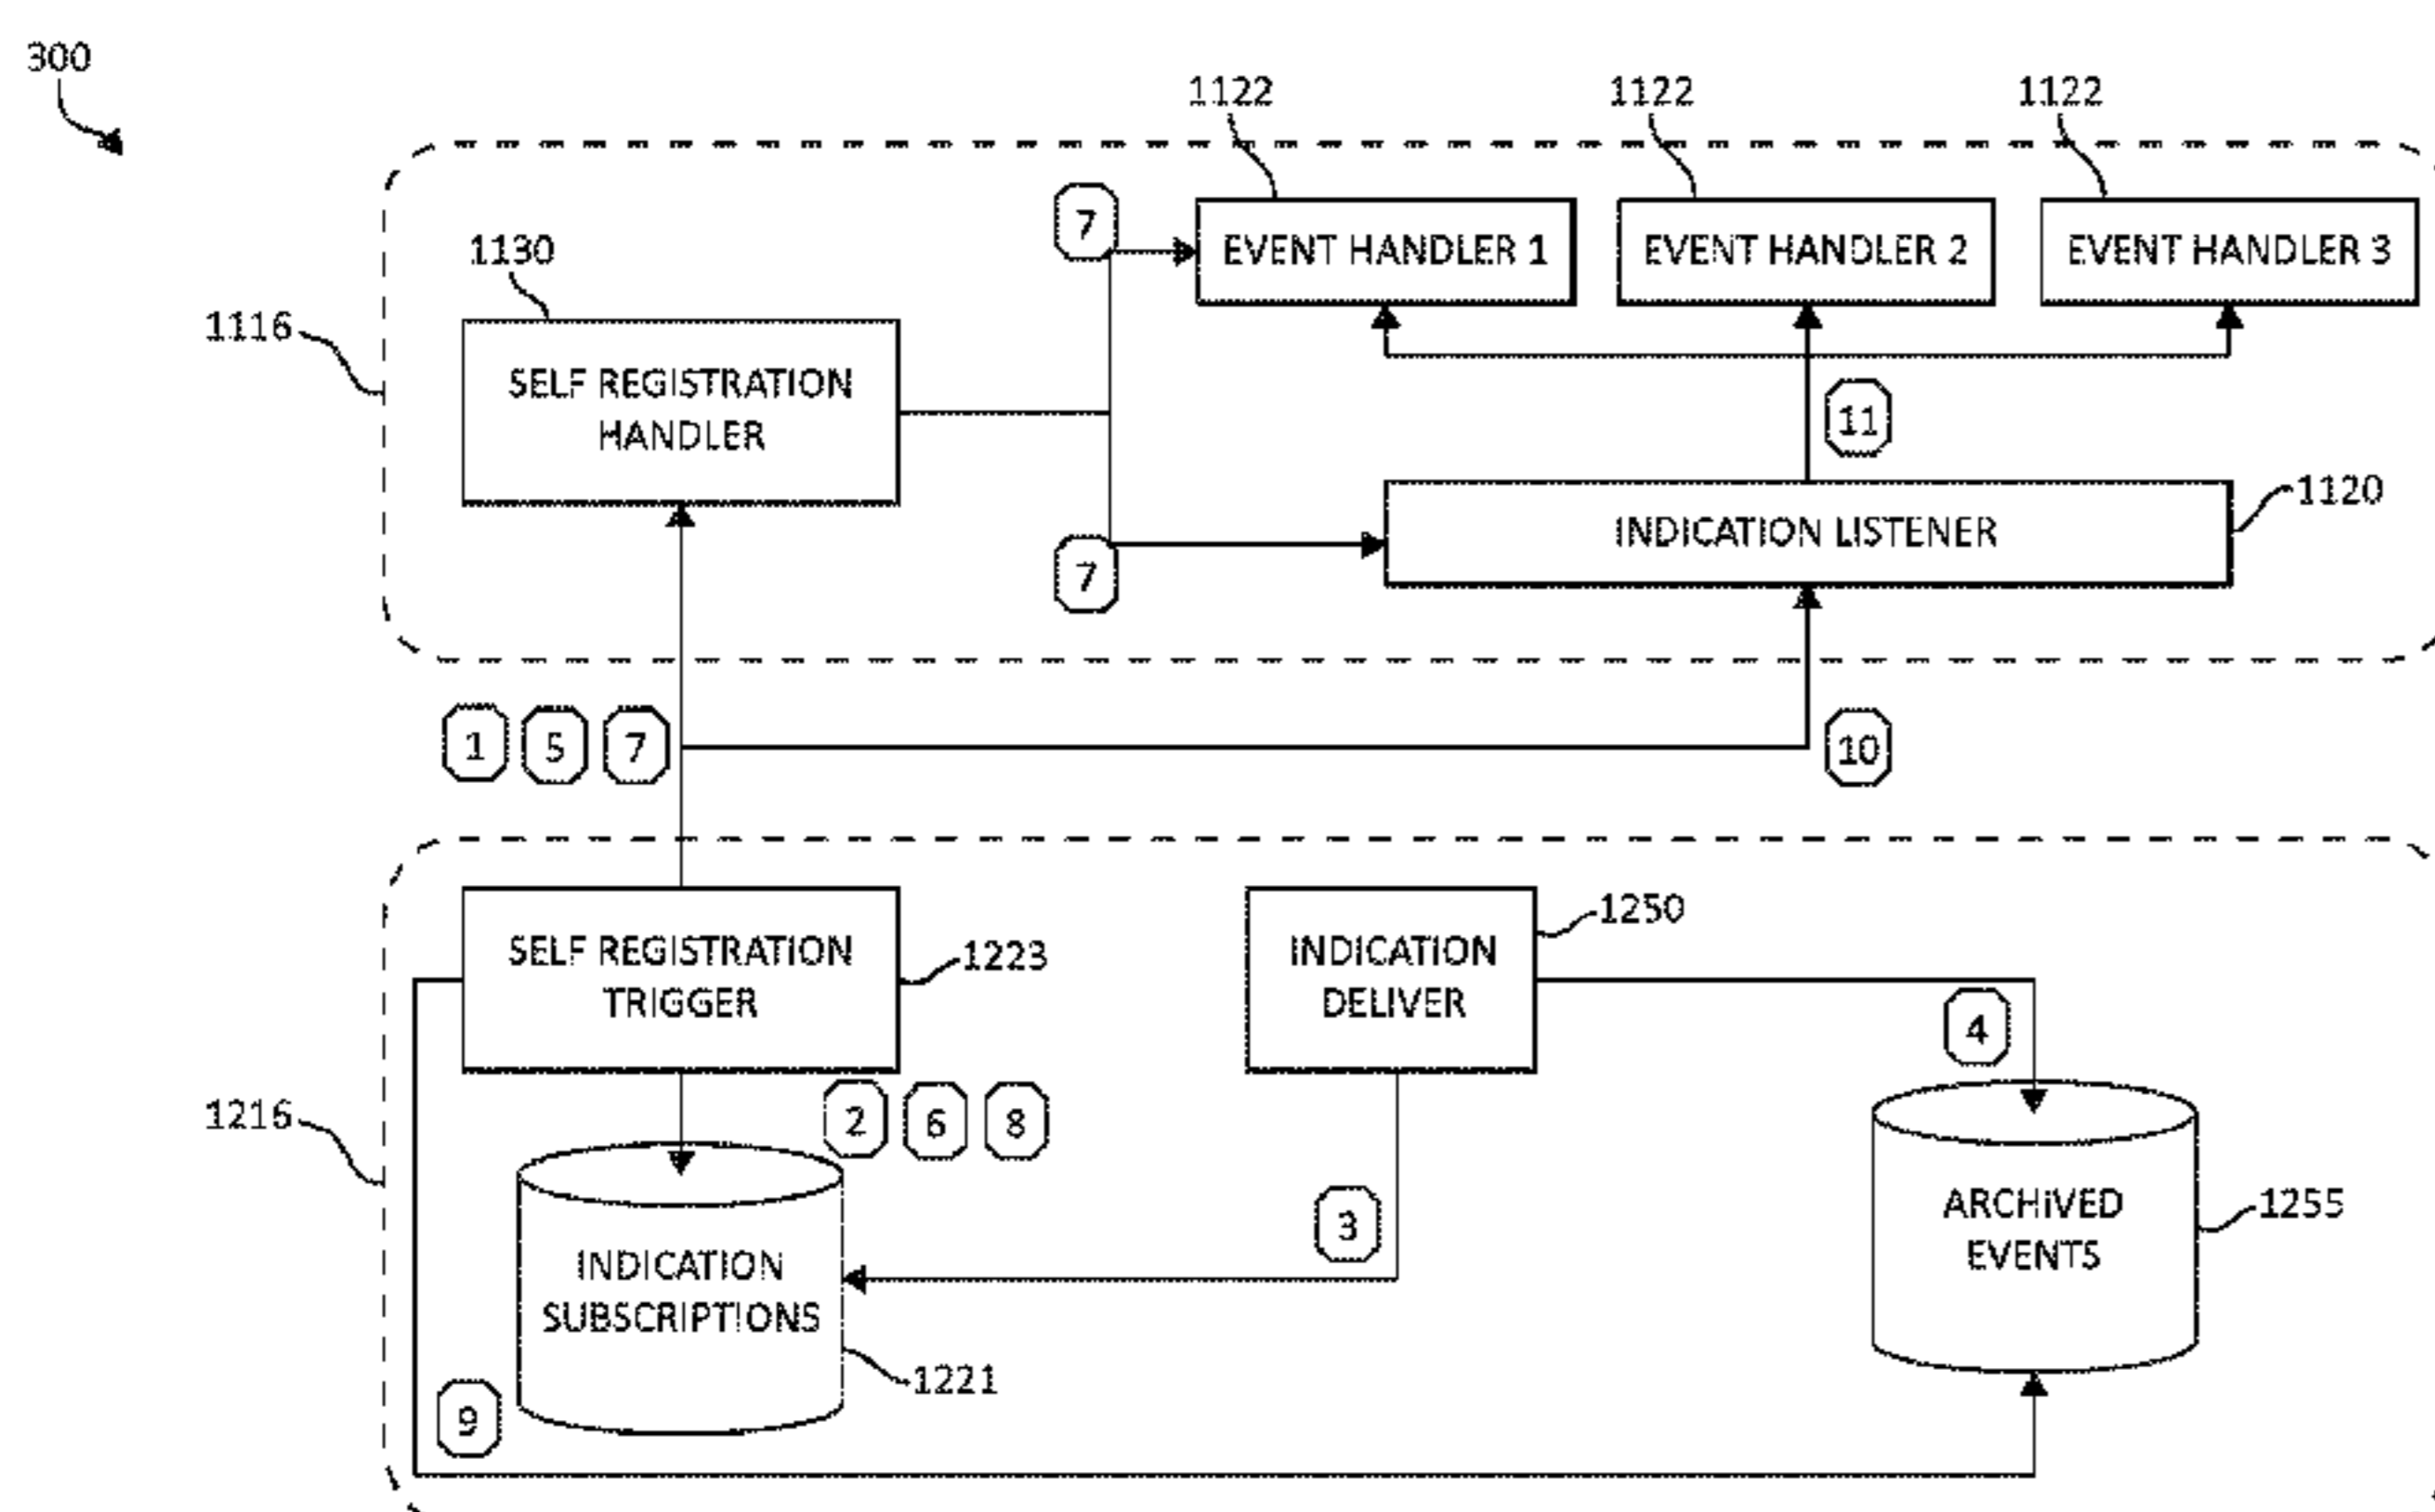 300
1122
1122
1122
7
EVENT HANDLER 1
EVENT HANDLER 2
EVENT HANDLER 3
1130
1116
SELF REGISTRATION
HANDLER
11
1120
INDICATION LISTENER
7
1
5
7
10
SELF REGISTRATION
TRIGGER
1223
INDICATION
DELIVER
1250
4
1216
2
6
8
3
ARCHIVED
EVENTS
1255
INDICATION
SUBSCRIPTIONS
1221
9